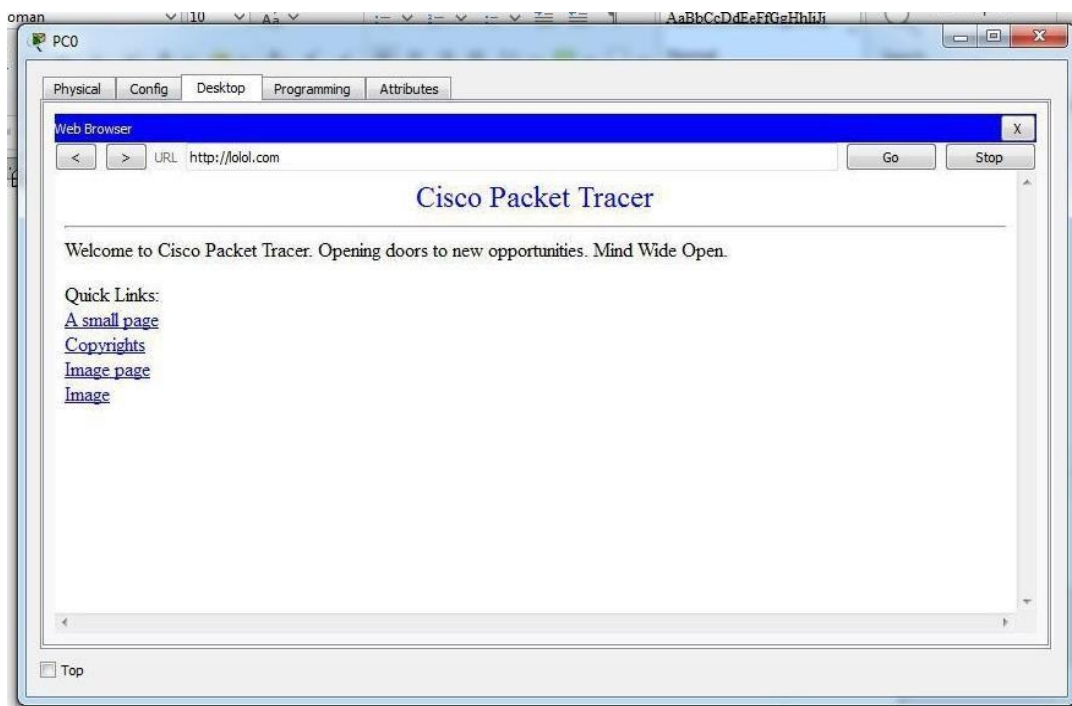 oman 10 Aa AaBbCcDdEeFfGgHhIiJj
PC0
Physical Config Desktop Programming Attributes
Web Browser X
< > URL http://lolol.com Go Stop
Cisco Packet Tracer
Welcome to Cisco Packet Tracer. Opening doors to new opportunities. Mind Wide Open.
Quick Links:
A small page
Copyrights
Image page
Image
Top